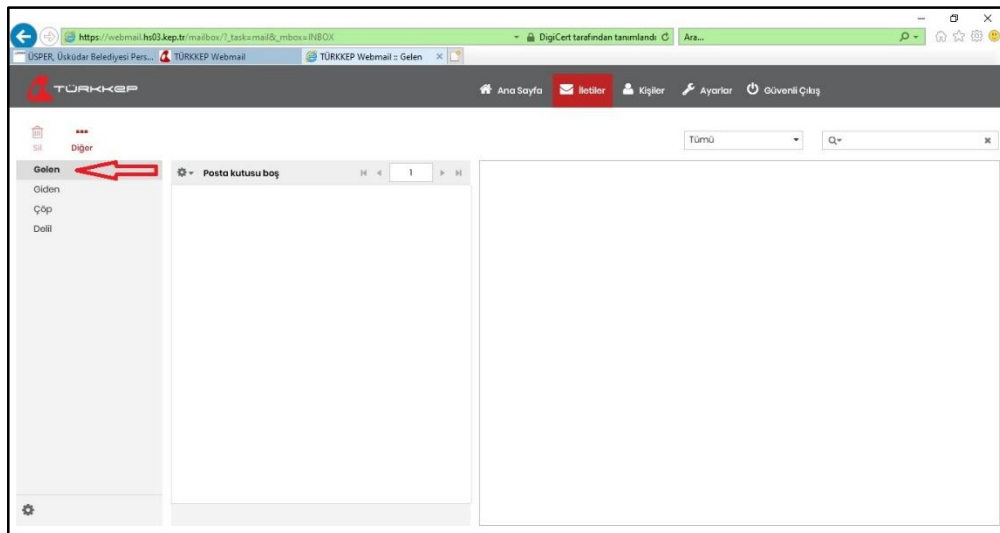 https://webmail.hs03.kep.tr/mailbox/?_task=mail&_mbox=INBOX
DigiCert tarafından tanımlandı
Ara...
ÜSPER, Üsküdar Belediyesi Pers...
TÜRKKEP Webmail
TÜRKKEP Webmail :: Gelen
TÜRKKEP
Ana Sayfa
İletiler
Kişiler
Ayarlar
Güvenli Çıkış
Sil
Diğer
Tümü
Gelen
Giden
Çöp
Delil
Posta kutusu boş
1